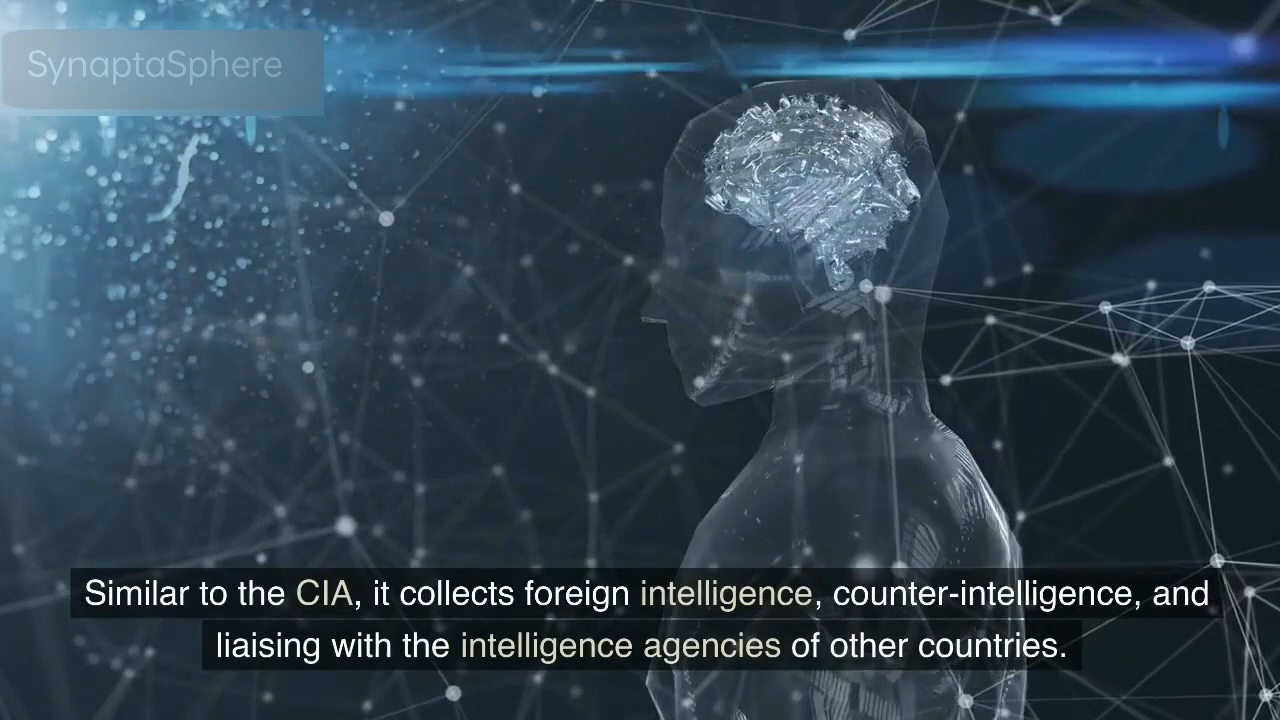 SynaptaSphere
Similar to the CIA, it collects foreign intelligence, counter-intelligence, and
liaising with the intelligence agencies of other countries.